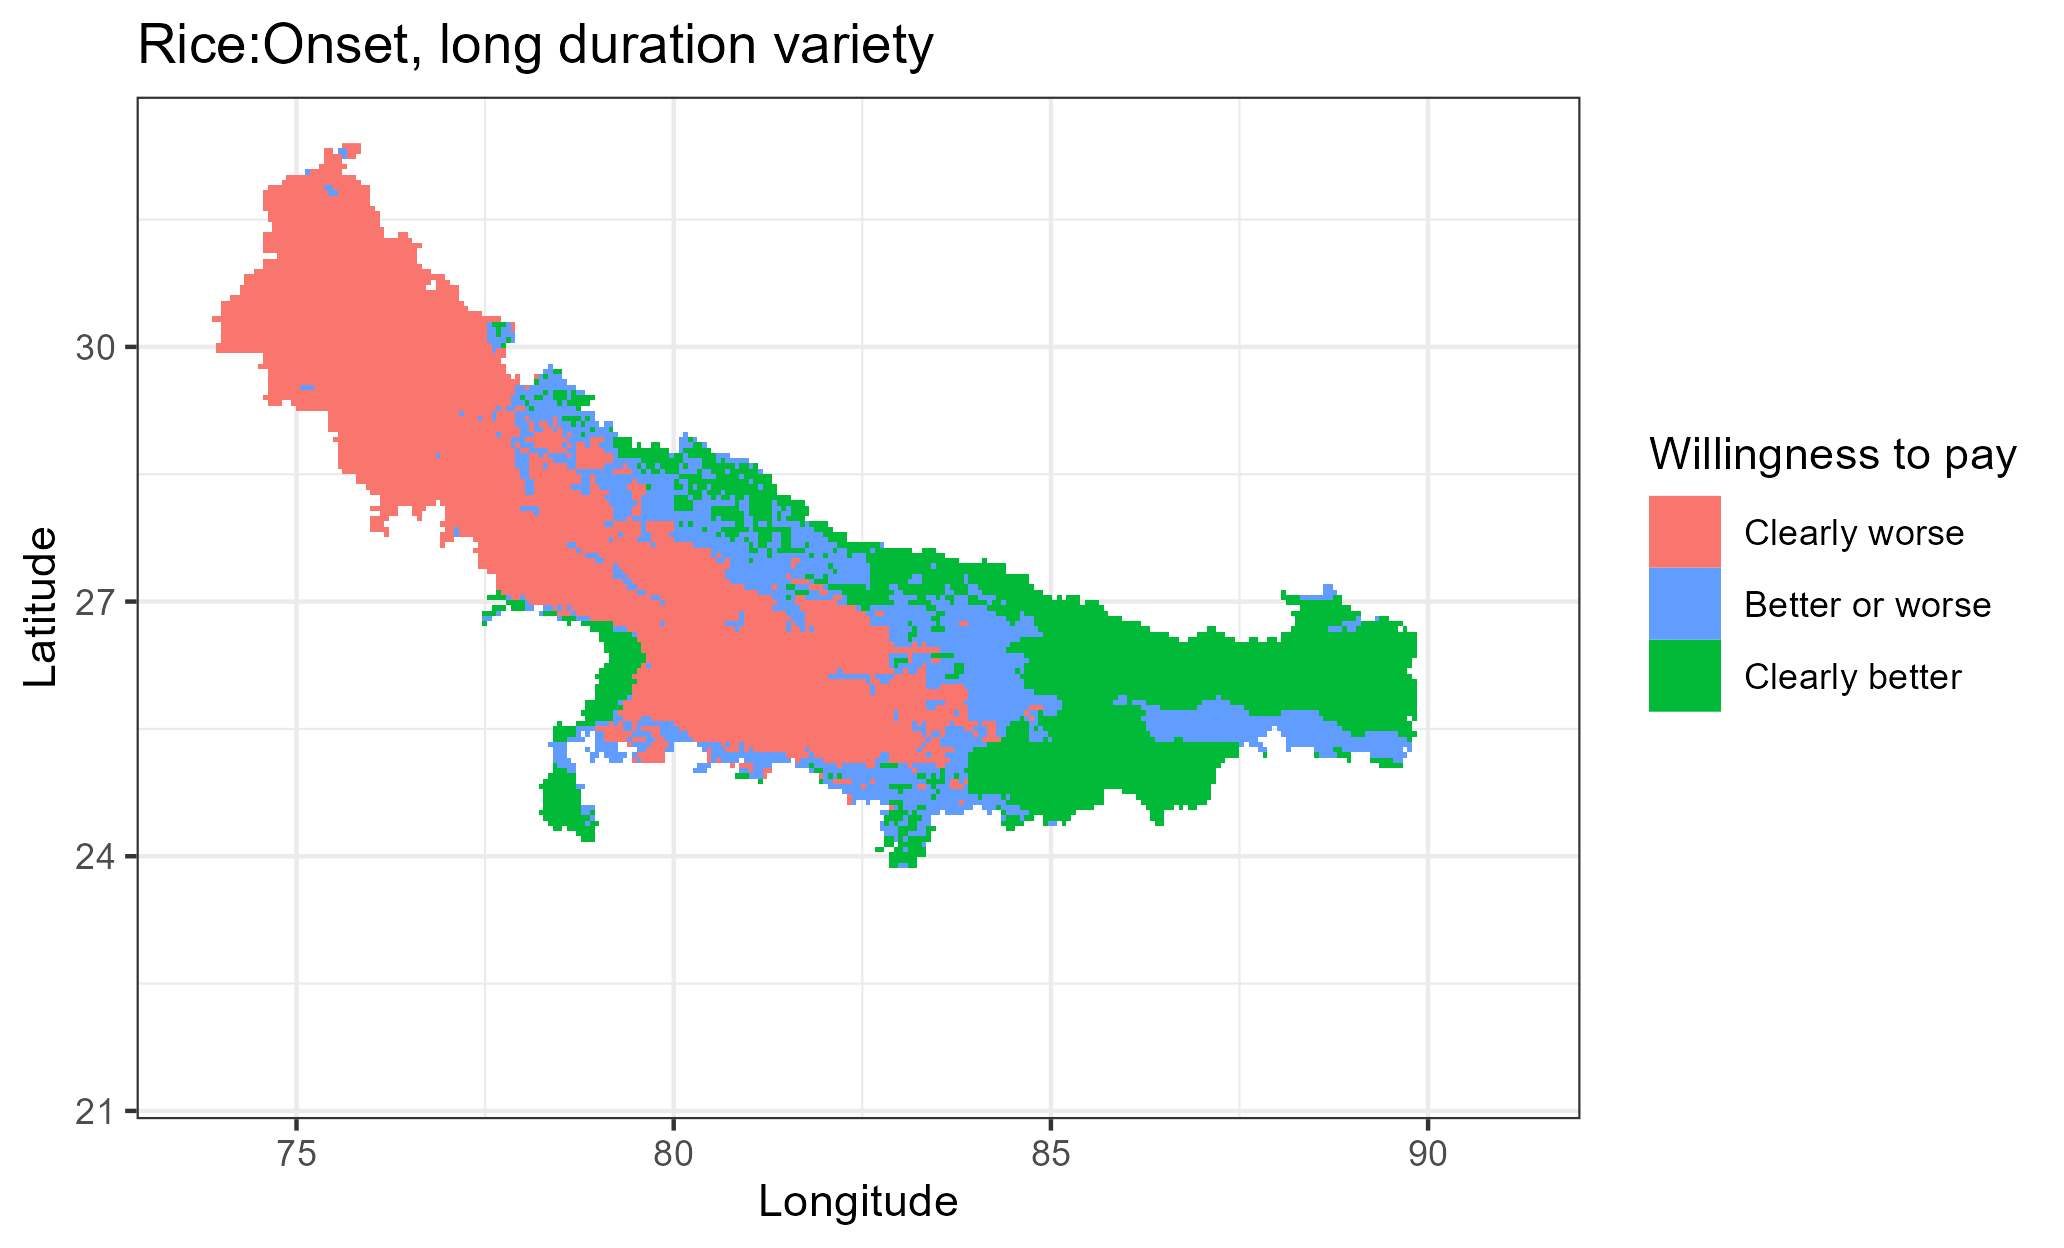 Rice:Onset, long duration variety
30
27
24
21
Latitude
75
80
85
90
Longitude
Willingness to pay
Clearly worse
Better or worse
Clearly better